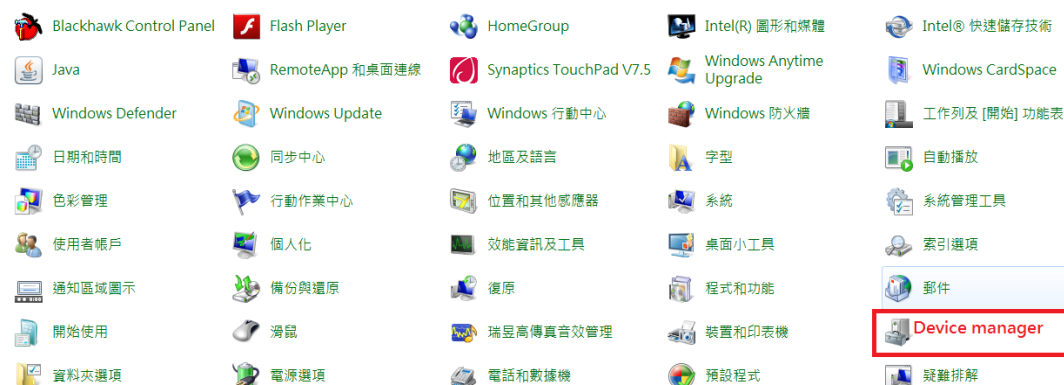 Blackhawk Control Panel
Flash Player
HomeGroup
Intel(R) 圖形和媒體
Intel® 快速儲存技術
Java
RemoteApp 和桌面連線
Synaptics TouchPad V7.5
Windows Anytime
Upgrade
Windows CardSpace
Windows Defender
Windows Update
Windows 行動中心
Windows 防火牆
工作列及 [開始] 功能表
日期和時間
同步中心
地區及語言
字型
自動播放
色彩管理
行動作業中心
位置和其他感應器
系統
系統管理工具
使用者帳戶
個人化
效能資訊及工具
桌面小工具
索引選項
通知區域圖示
備份與還原
復原
程式和功能
郵件
開始使用
滑鼠
瑞昱高傳真音效管理
裝置和印表機
Device manager
資料夾選項
電源選項
電話和數據機
預設程式
疑難排解